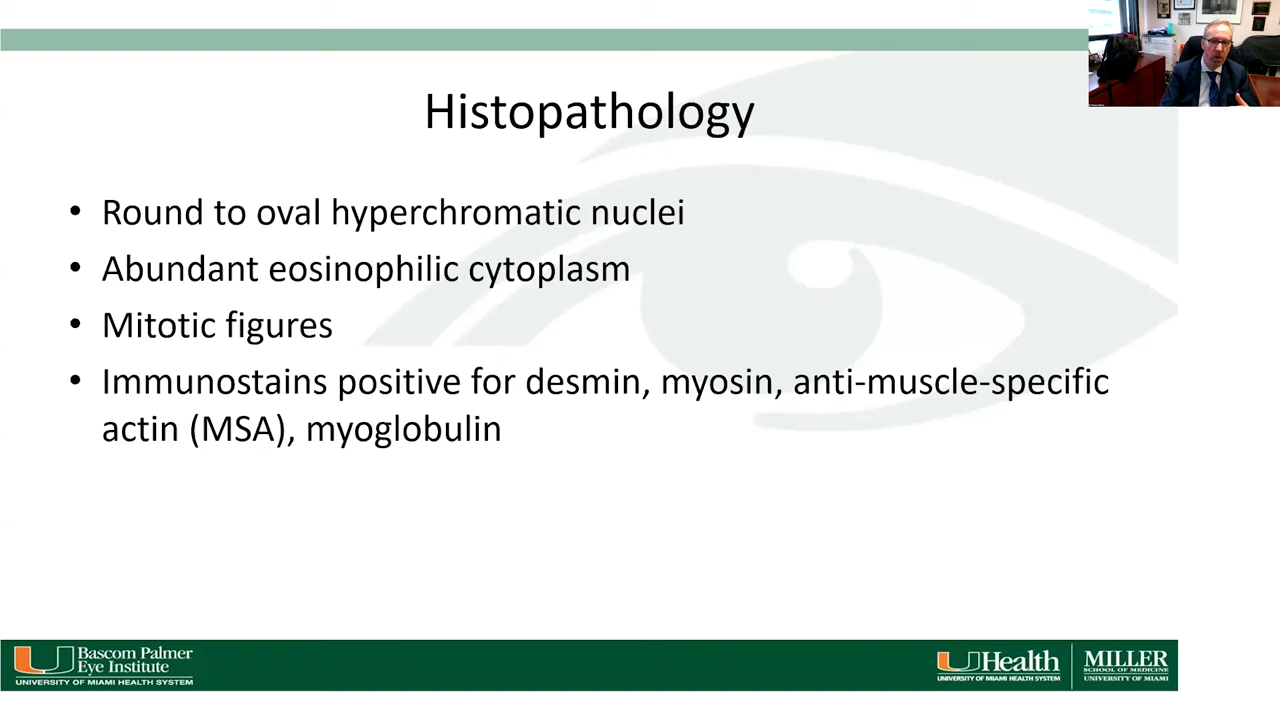 Histopathology
• Round to oval hyperchromatic nuclei
• Abundant eosinophilic cytoplasm
• Mitotic figures
• Immunostains positive for desmin, myosin, anti-muscle-specific
actin (MSA), myoglobulin
Bascom Palmer
Eye Institute
UNIVERSITY OF MIAMI HEALTH SYSTEM
UHealth
UNIVERSITY OF MIAMI HEALTH SYSTEM
MILLER
SCHOOL OF MEDICINE
UNIVERSITY OF MIAMI